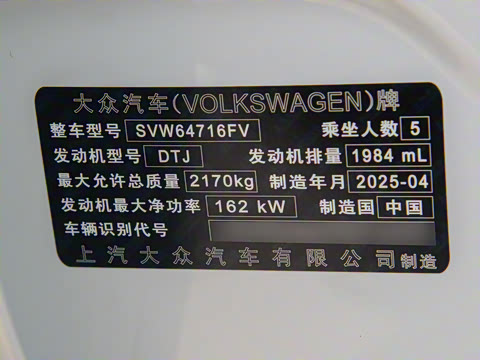 大众汽车(VOLKSWAGEN)牌
整车型号 SVW64716FV 乘坐人数 5
发动机型号 DTJ 发动机排量 1984 mL
最大允许总质量 2170kg 制造年月 2025-04
发动机最大净功率 162 kW 制造国 中国
车辆识别代号
上汽大众汽车有限公司制造